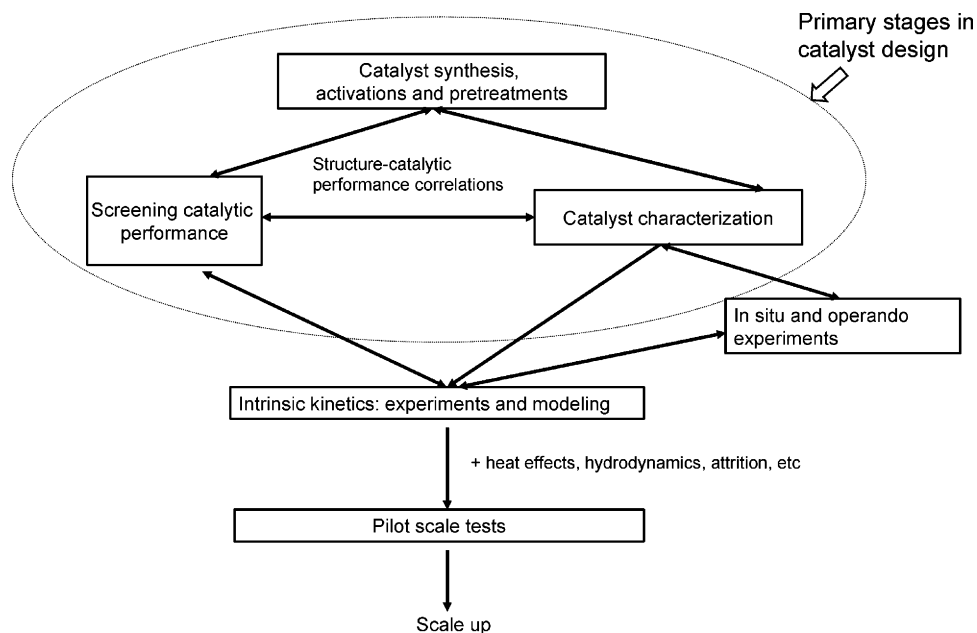 Primary stages in
catalyst design
Catalyst synthesis,
activations and pretreatments
Structure-catalytic
performance correlations
Screening catalytic
performance
Catalyst characterization
In situ and operando
experiments
Intrinsic kinetics: experiments and modeling
+ heat effects, hydrodynamics, attrition, etc
Pilot scale tests
Scale up